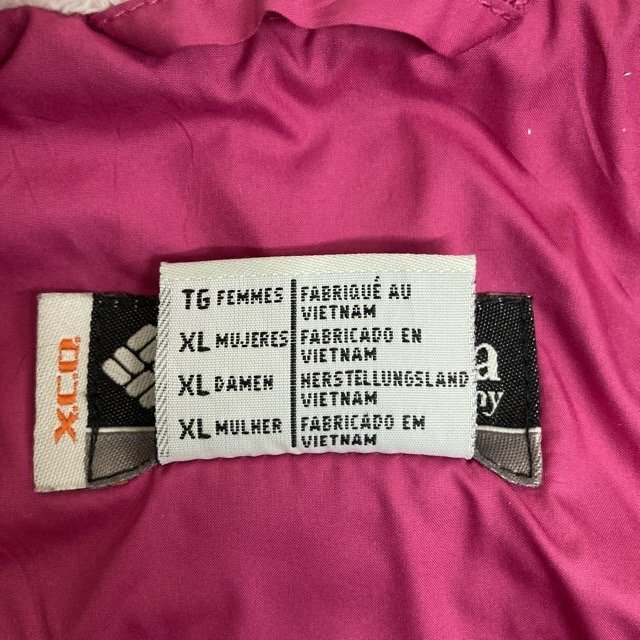 TG FEMMES FABRIQUÉ AU VIETNAM
XL MUJERES FABRICADO EN VIETNAM
XL DAMEN HERSTELLUNGSLAND VIETNAM
XL MULHER FABRICADO EM VIETNAM
X.C.O.